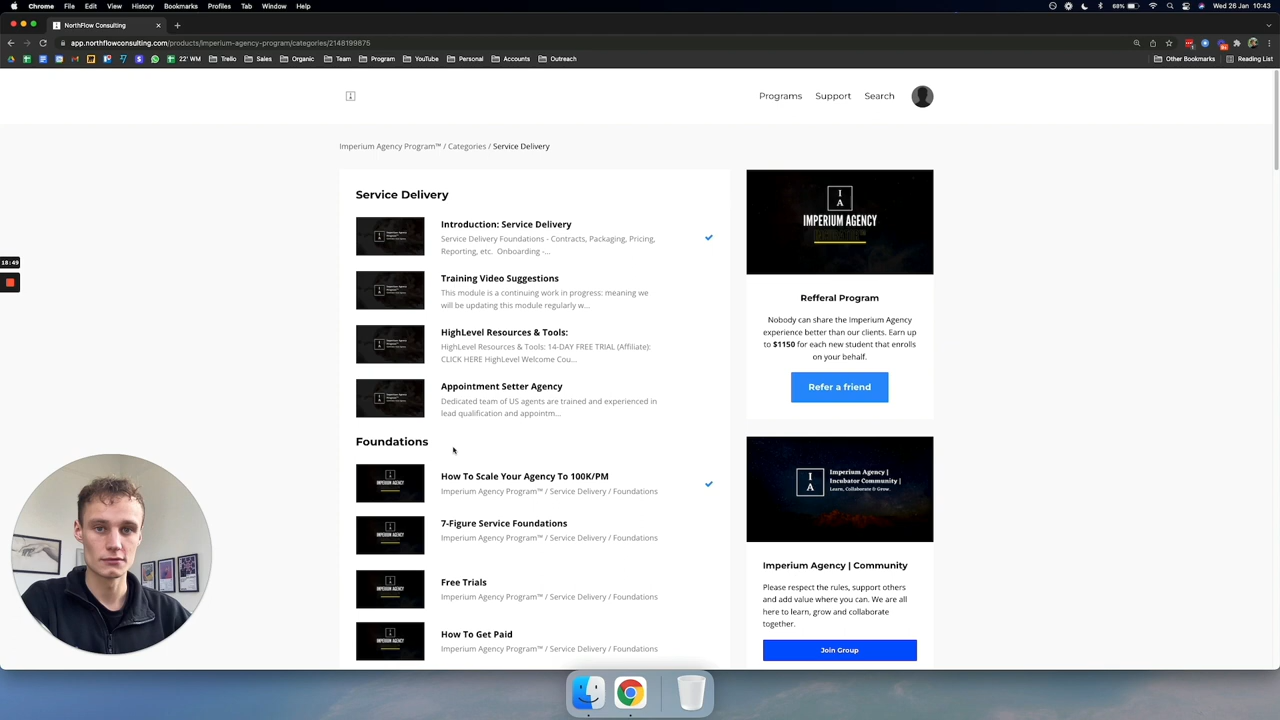 Chrome File Edit View History Bookmarks Profiles Tab Window Help
68% Wed 26 Jan 10:43
NorthFlow Consulting
app.northflowconsulting.com/products/imperium-agency-program/categories/2148199875
22' WM Trello Sales Organic Team Program YouTube Personal Accounts Outreach Other Bookmarks Reading List
Programs Support Search
Imperium Agency Program™ / Categories / Service Delivery
Service Delivery
Introduction: Service Delivery
Service Delivery Foundations - Contracts, Packaging, Pricing,
Reporting, etc. Onboarding -...
Training Video Suggestions
This module is a continuing work in progress: meaning we
will be updating this module regularly w...
HighLevel Resources & Tools:
HighLevel Resources & Tools: 14-DAY FREE TRIAL (Affiliate):
CLICK HERE HighLevel Welcome Cou...
Appointment Setter Agency
Dedicated team of US agents are trained and experienced in
lead qualification and appointm...
Foundations
How To Scale Your Agency To 100K/PM
Imperium Agency Program™ / Service Delivery / Foundations
7-Figure Service Foundations
Imperium Agency Program™ / Service Delivery / Foundations
Free Trials
Imperium Agency Program™ / Service Delivery / Foundations
How To Get Paid
Imperium Agency Program™ / Service Delivery / Foundations
I
A
IMPERIUM AGENCY
Refferal Program
Nobody can share the Imperium Agency
experience better than our clients. Earn up
to $1150 for each new student that enrolls
on your behalf.
Refer a friend
I
A
Imperium Agency |
Incubator Community |
Learn, Collaborate & Grow.
Imperium Agency | Community
Please respect the rules, support others
and add value where you can. We are all
here to learn, grow and collaborate
together.
Join Group
18:49